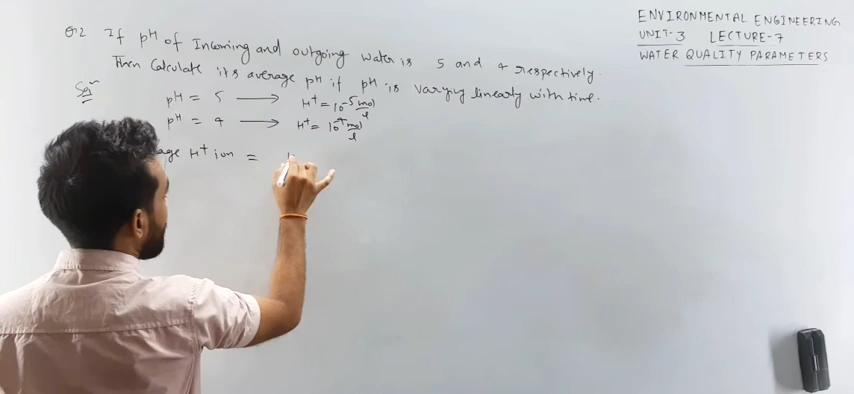 ENVIRONMENTAL ENGINEERING
UNIT-3 LECTURE-7
WATER QUALITY PARAMETERS
Q2 If pH of Incoming and outgoing water is 5 and 4 respectively.
Then Calculate its average pH if pH is varying linearly with time.
Solⁿ
pH = 5 → H⁺ = 10⁻⁵ mol/l
pH = 4 → H⁺ = 10⁻⁴ mol/l
H⁺ ion =